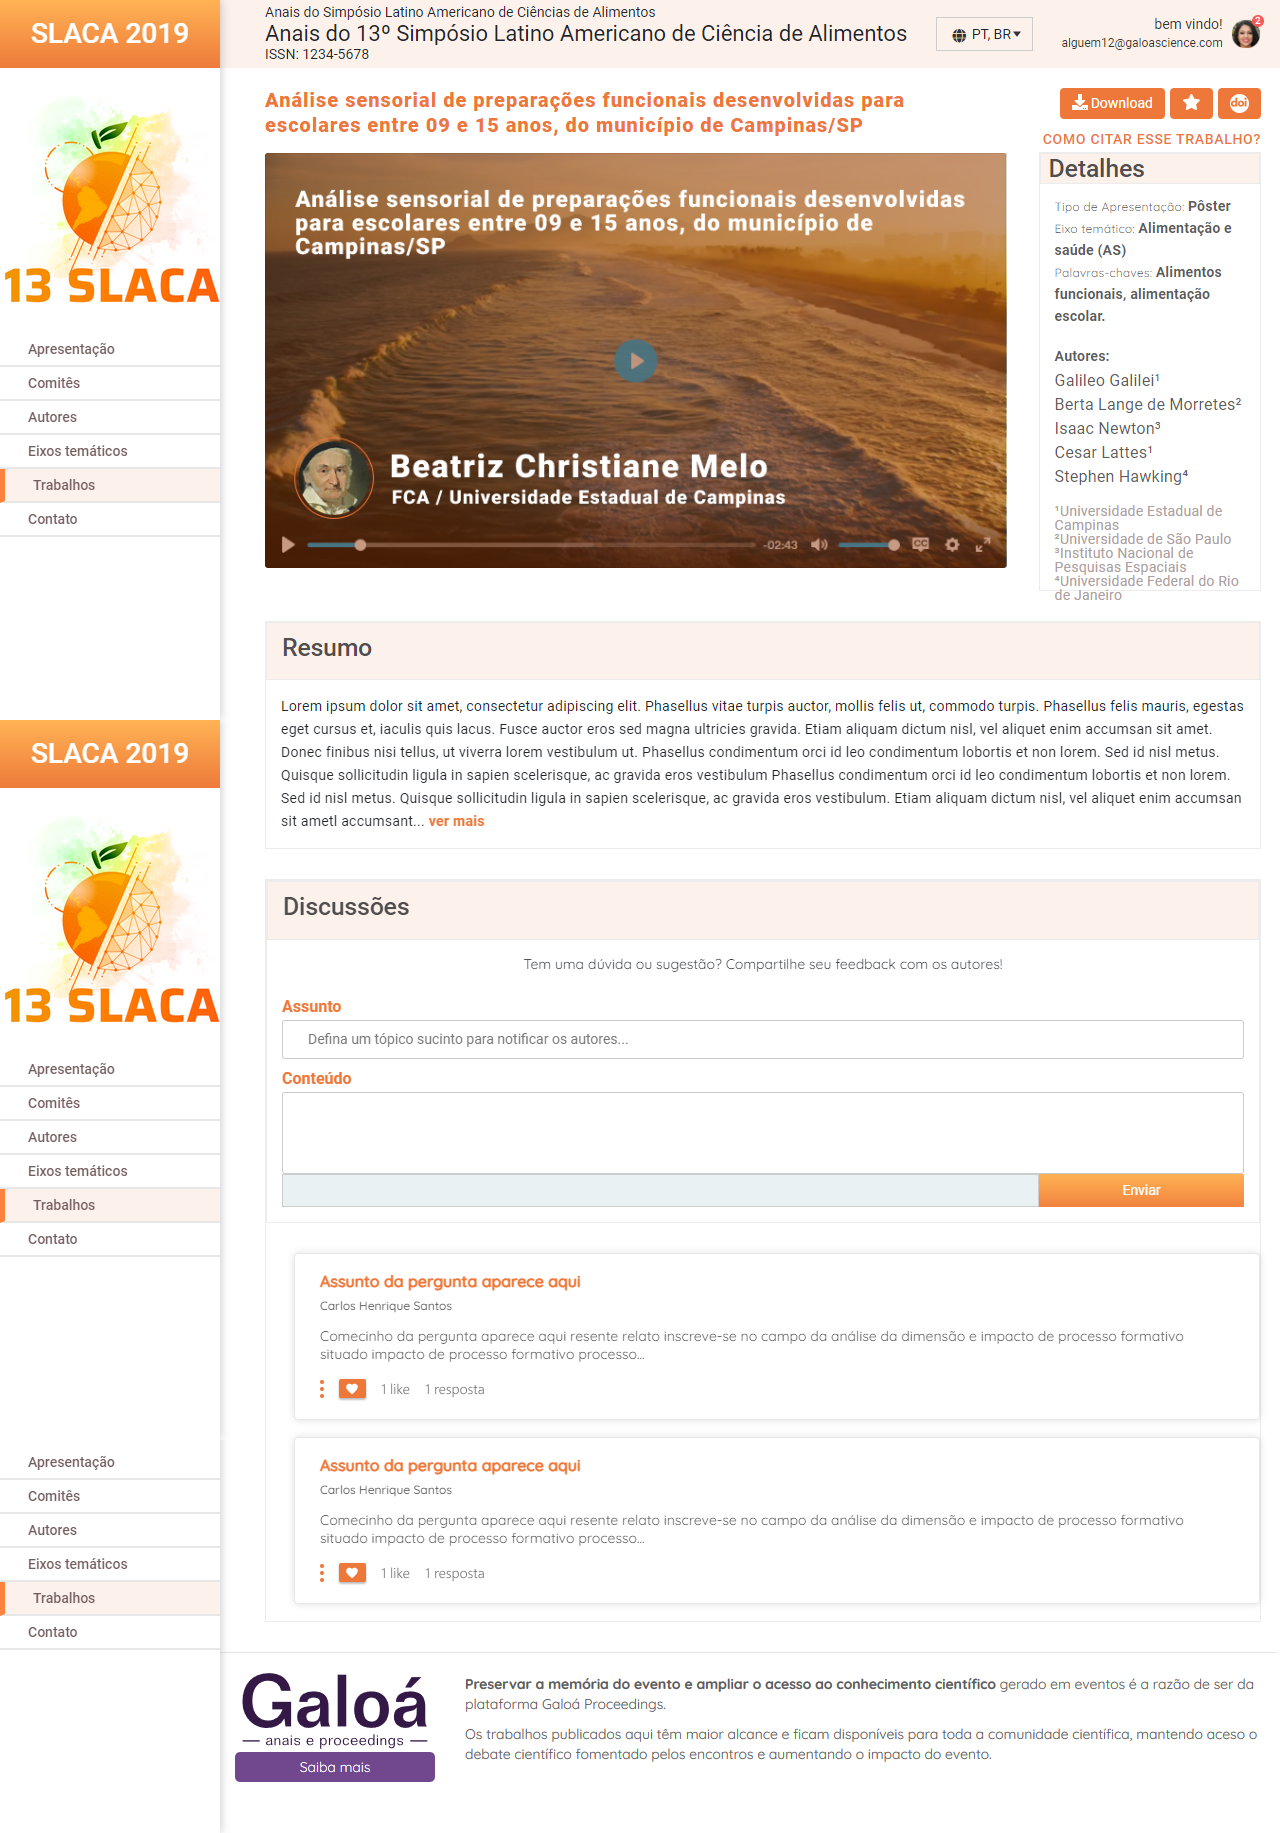 SLACA 2019
Anais do Simpósio Latino Americano de Ciências de Alimentos
Anais do 13º Simpósio Latino Americano de Ciência de Alimentos
ISSN: 1234-5678
PT, BR
bem vindo!
alguem12@galoascience.com
2
13 SLACA
Apresentação
Comitês
Autores
Eixos temáticos
Trabalhos
Contato
Análise sensorial de preparações funcionais desenvolvidas para
escolares entre 09 e 15 anos, do município de Campinas/SP
Download
doi
COMO CITAR ESSE TRABALHO?
Análise sensorial de preparações funcionais desenvolvidas
para escolares entre 09 e 15 anos, do município de
Campinas/SP
Beatriz Christiane Melo
FCA / Universidade Estadual de Campinas
-02:43
CC
Detalhes
Tipo de Apresentação: Pôster
Eixo temático: Alimentação e
saúde (AS)
Palavras-chaves: Alimentos
funcionais, alimentação
escolar.
Autores:
Galileo Galilei¹
Berta Lange de Morretes²
Isaac Newton³
Cesar Lattes¹
Stephen Hawking⁴
¹Universidade Estadual de
Campinas
²Universidade de São Paulo
³Instituto Nacional de
Pesquisas Espaciais
⁴Universidade Federal do Rio
de Janeiro
Resumo
Lorem ipsum dolor sit amet, consectetur adipiscing elit. Phasellus vitae turpis auctor, mollis felis ut, commodo turpis. Phasellus felis mauris, egestas
eget cursus et, iaculis quis lacus. Fusce auctor eros sed magna ultricies gravida. Etiam aliquam dictum nisl, vel aliquet enim accumsan sit amet.
Donec finibus nisi tellus, ut viverra lorem vestibulum ut. Phasellus condimentum orci id leo condimentum lobortis et non lorem. Sed id nisl metus.
Quisque sollicitudin ligula in sapien scelerisque, ac gravida eros vestibulum Phasellus condimentum orci id leo condimentum lobortis et non lorem.
Sed id nisl metus. Quisque sollicitudin ligula in sapien scelerisque, ac gravida eros vestibulum. Etiam aliquam dictum nisl, vel aliquet enim accumsan
sit ametl accumsant... ver mais
SLACA 2019
13 SLACA
Apresentação
Comitês
Autores
Eixos temáticos
Trabalhos
Contato
Discussões
Tem uma dúvida ou sugestão? Compartilhe seu feedback com os autores!
Assunto
Defina um tópico sucinto para notificar os autores...
Conteúdo
Enviar
Assunto da pergunta aparece aqui
Carlos Henrique Santos
Comecinho da pergunta aparece aqui resente relato inscreve-se no campo da análise da dimensão e impacto de processo formativo
situado impacto de processo formativo processo...
1 like 1 resposta
Assunto da pergunta aparece aqui
Carlos Henrique Santos
Comecinho da pergunta aparece aqui resente relato inscreve-se no campo da análise da dimensão e impacto de processo formativo
situado impacto de processo formativo processo...
1 like 1 resposta
Apresentação
Comitês
Autores
Eixos temáticos
Trabalhos
Contato
Galoá
anais e proceedings
Saiba mais
Preservar a memória do evento e ampliar o acesso ao conhecimento científico gerado em eventos é a razão de ser da
plataforma Galoá Proceedings.
Os trabalhos publicados aqui têm maior alcance e ficam disponíveis para toda a comunidade científica, mantendo aceso o
debate científico fomentado pelos encontros e aumentando o impacto do evento.